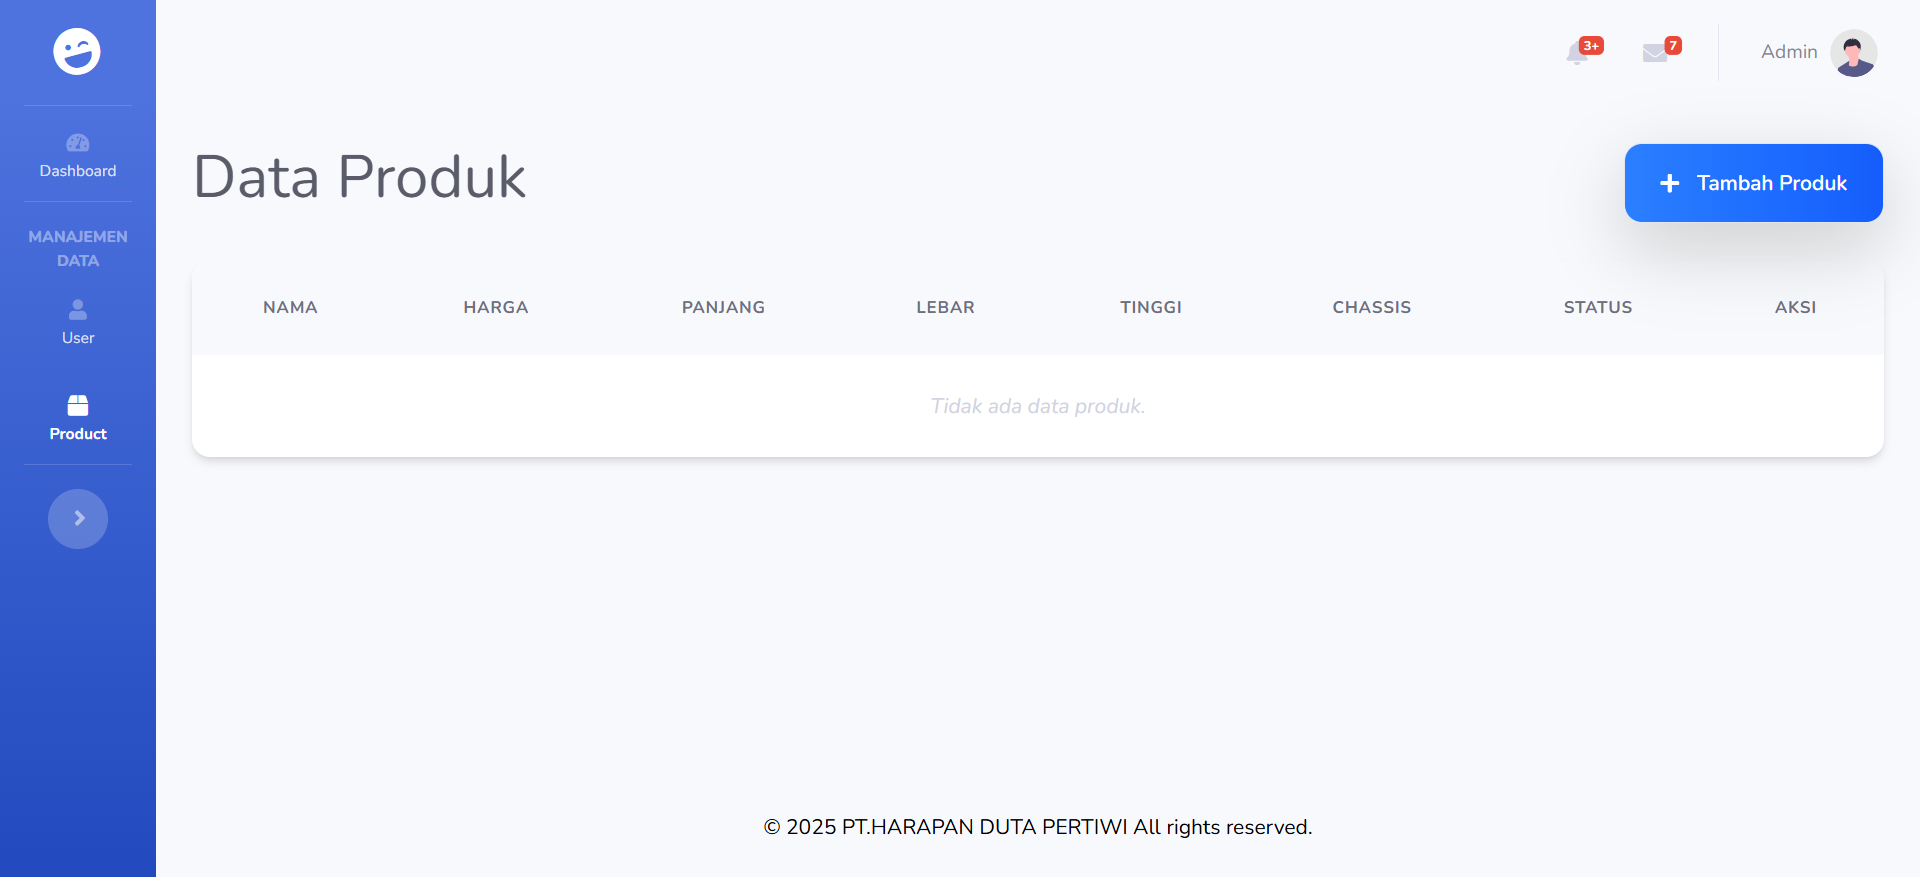 3+
7
Admin
Dashboard
MANAJEMEN
DATA
User
Product
Data Produk
Tambah Produk
NAMA HARGA PANJANG LEBAR TINGGI CHASSIS STATUS AKSI
Tidak ada data produk.
© 2025 PT.HARAPAN DUTA PERTIWI All rights reserved.